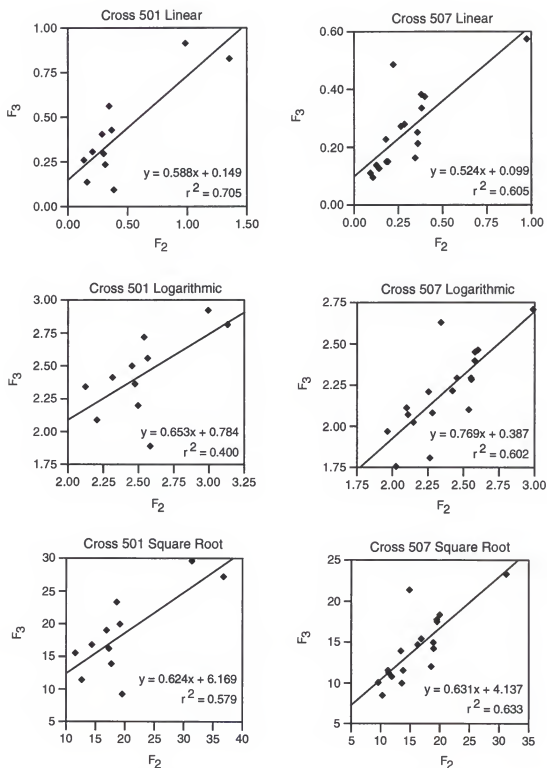 Cross 501 Linear
1.00
0.75
0.50
0.25
0.00
F3
y = 0.588x + 0.149
r2 = 0.705
0.00 0.50 1.00 1.50
F2
Cross 507 Linear
0.60
0.40
0.20
0.00
F3
y = 0.524x + 0.099
r2 = 0.605
0.00 0.25 0.50 0.75 1.00
F2
Cross 501 Logarithmic
3.00
2.75
2.50
2.25
2.00
1.75
F3
y = 0.653x + 0.784
r2 = 0.400
2.00 2.25 2.50 2.75 3.00 3.25
F2
Cross 507 Logarithmic
2.75
2.50
2.25
2.00
1.75
F3
y = 0.769x + 0.387
r2 = 0.602
1.75 2.00 2.25 2.50 2.75 3.00
F2
Cross 501 Square Root
30
25
20
15
10
5
F3
y = 0.624x + 6.169
r2 = 0.579
10 15 20 25 30 35 40
F2
Cross 507 Square Root
25
20
15
10
5
F3
y = 0.631x + 4.137
r2 = 0.633
5 10 15 20 25 30 35
F2